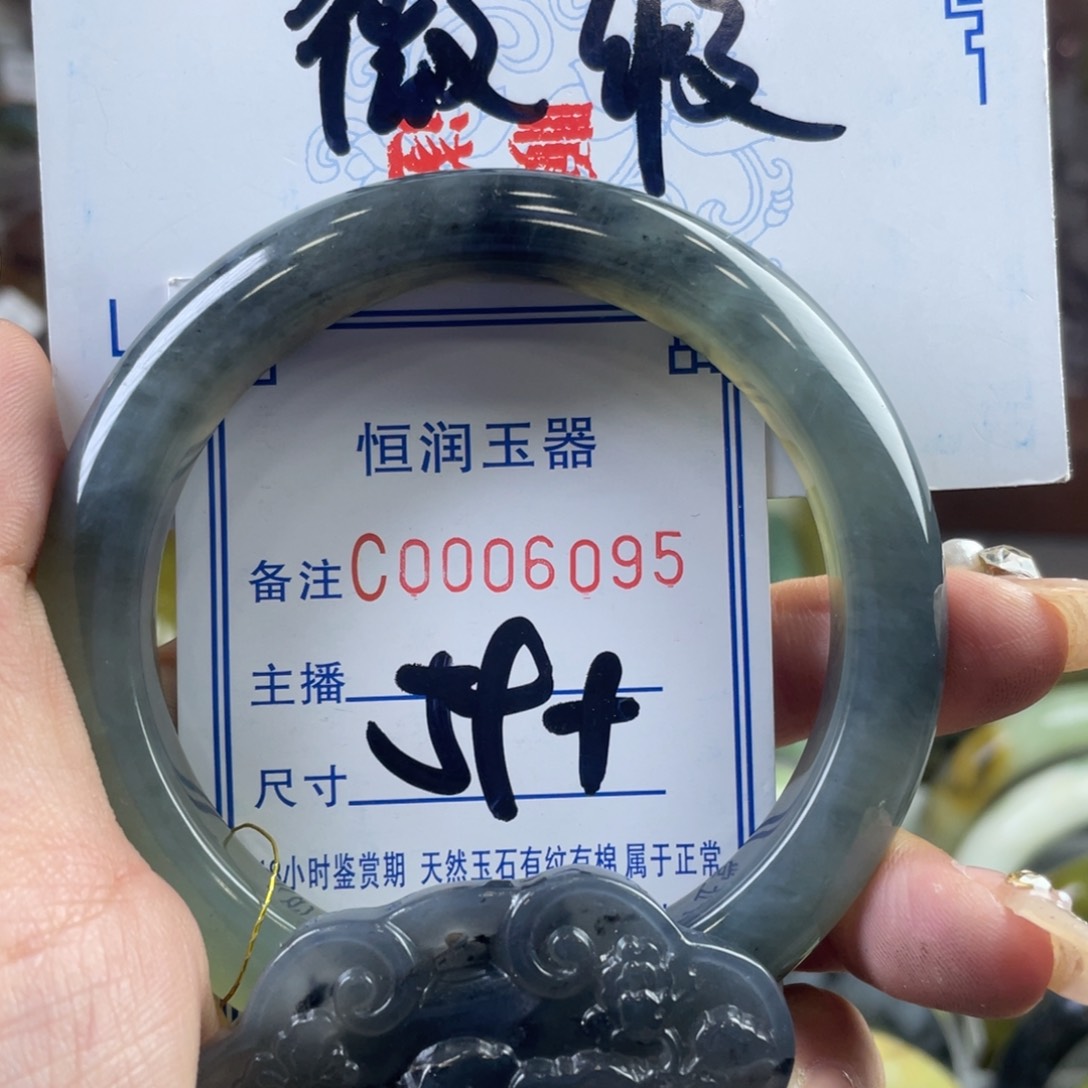 微瑕
恒润玉器
备注C0006095
主播
59+
尺寸
小时鉴赏期 天然玉石有纹有棉属于正常